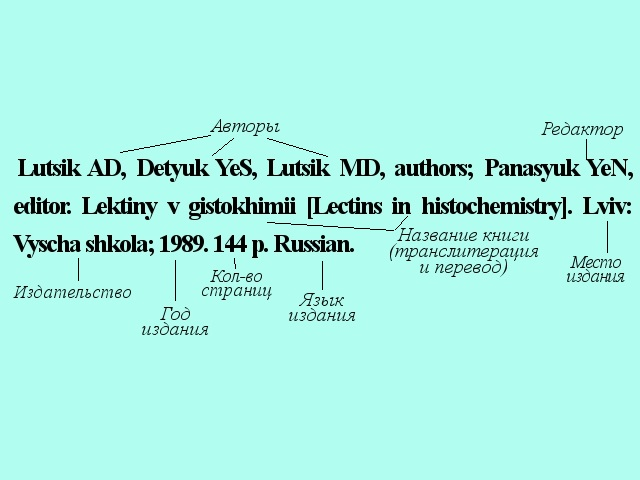 Авторы
Редактор
Lutsik AD, Detyuk YeS, Lutsik MD, authors; Panasyuk YeN,
editor. Lektiny v gistokhimii [Lectins in histochemistry]. Lviv:
Vyscha shkola; 1989. 144 p. Russian.
Название книги
(транслитерация
и перевод)
Место
издания
Издательство
Кол-во
страниц
Год
издания
Язык
издания